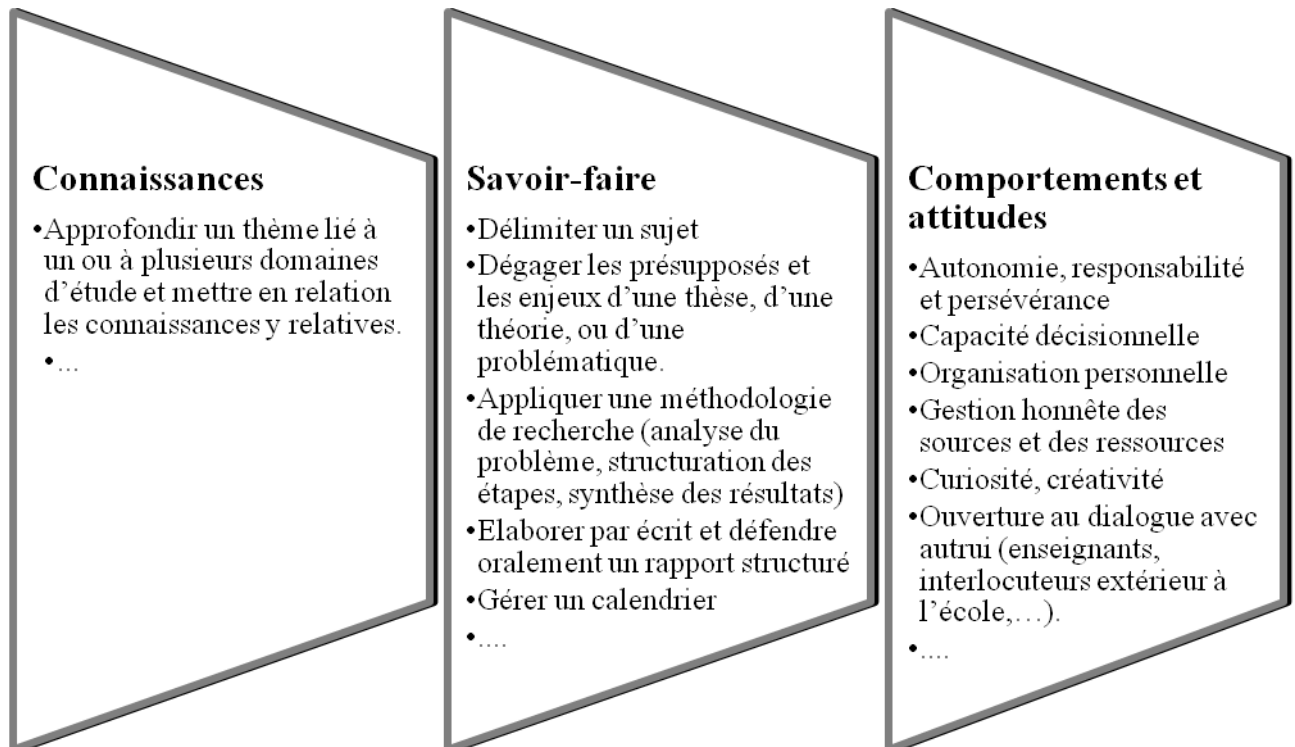 Connaissances
•Approfondir un thème lié à
un ou à plusieurs domaines
d’étude et mettre en relation
les connaissances y relatives.
•...
Savoir-faire
•Délimiter un sujet
•Dégager les présupposés et
les enjeux d’une thèse, d’une
théorie, ou d’une
problématique.
•Appliquer une méthodologie
de recherche (analyse du
problème, structuration des
étapes, synthèse des résultats)
•Elaborer par écrit et défendre
oralement un rapport structuré
•Gérer un calendrier
•....
Comportements et
attitudes
•Autonomie, responsabilité
et persévérance
•Capacité décisionnelle
•Organisation personnelle
•Gestion honnête des
sources et des ressources
•Curiosité, créativité
•Ouverture au dialogue avec
autrui (enseignants,
interlocuteurs extérieur à
l’école,…).
•....